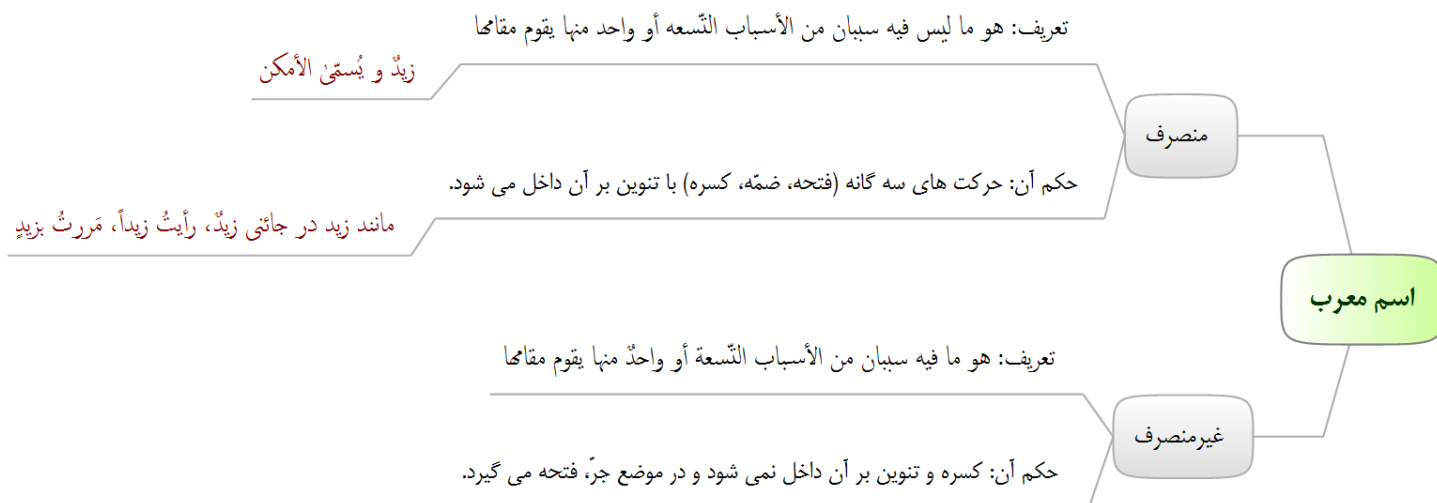 اسم معرب
منصرف
تعریف: هو ما لیس فیه سببان من الأسباب التّسعه أو واحد منها یقوم مقامهما
زیدٌ و یُسمّیٰ الأمکن
حکم آن: حرکت های سه گانه (فتحه، ضمّه، کسره) با تنوین بر آن داخل می شود.
مانند زید در جائنی زیدٌ، رأیتُ زیداً، مَررتُ بزیدٍ
غیرمنصرف
تعریف: هو ما فیه سببان من الأسباب التّسعة أو واحدٌ منها یقوم مقامهما
حکم آن: کسره و تنوین بر آن داخل نمی شود و در موضع جرّ، فتحه می گیرد.